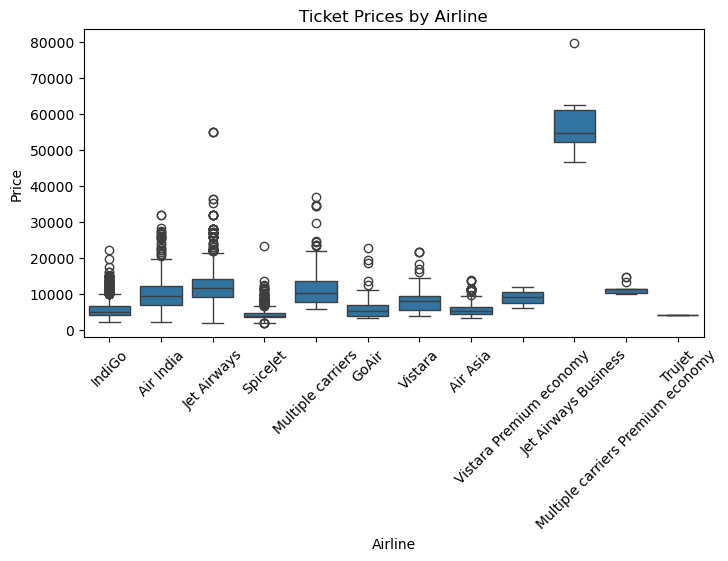 Ticket Prices by Airline
80000
70000
60000
50000
40000
30000
20000
10000
0
Price
IndiGo
Air India
Jet Airways
SpiceJet
Multiple carriers
GoAir
Vistara
Air Asia
Vistara Premium economy
Jet Airways Business
Multiple carriers Premium economy
Trujet
Airline